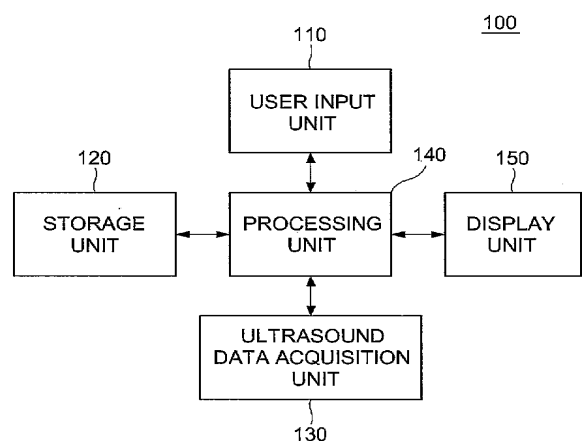 100
110
USER INPUT
UNIT
120
140
150
STORAGE
UNIT
PROCESSING
UNIT
DISPLAY
UNIT
ULTRASOUND
DATA ACQUISITION
UNIT
130